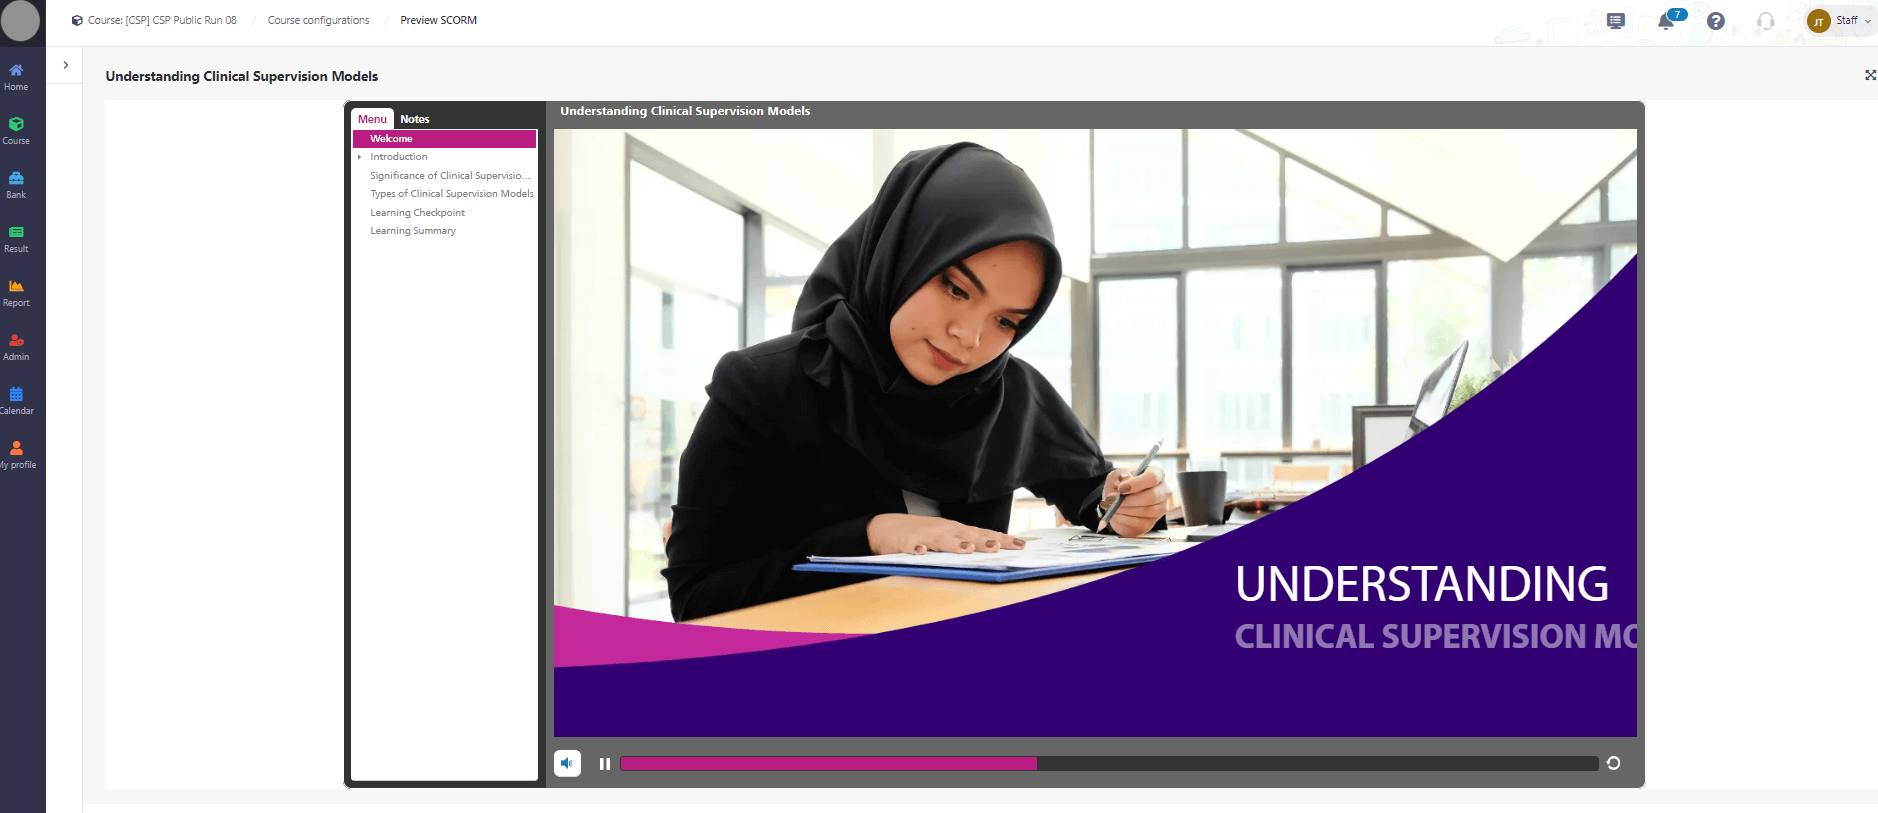 Course: [CSP] CSP Public Run 08 / Course configurations / Preview SCORM
7
JT Staff
Home
Course
Bank
Result
Report
Admin
Calendar
My profile
Understanding Clinical Supervision Models
Menu Notes
Welcome
Introduction
Significance of Clinical Supervisio...
Types of Clinical Supervision Models
Learning Checkpoint
Learning Summary
Understanding Clinical Supervision Models
UNDERSTANDING
CLINICAL SUPERVISION MO